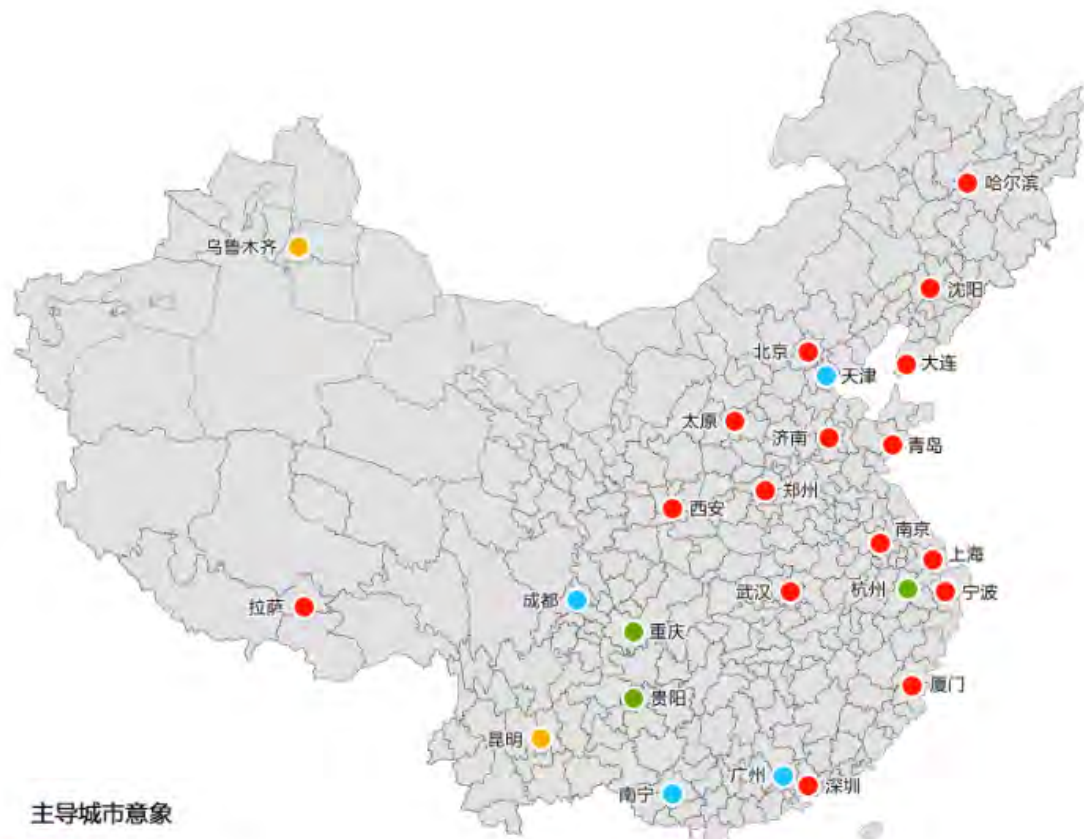 哈尔滨
乌鲁木齐
沈阳
北京
大连
天津
太原
济南
青岛
郑州
西安
南京
上海
杭州
宁波
武汉
成都
拉萨
重庆
厦门
贵阳
昆明
广州
深圳
南宁
主导城市意象